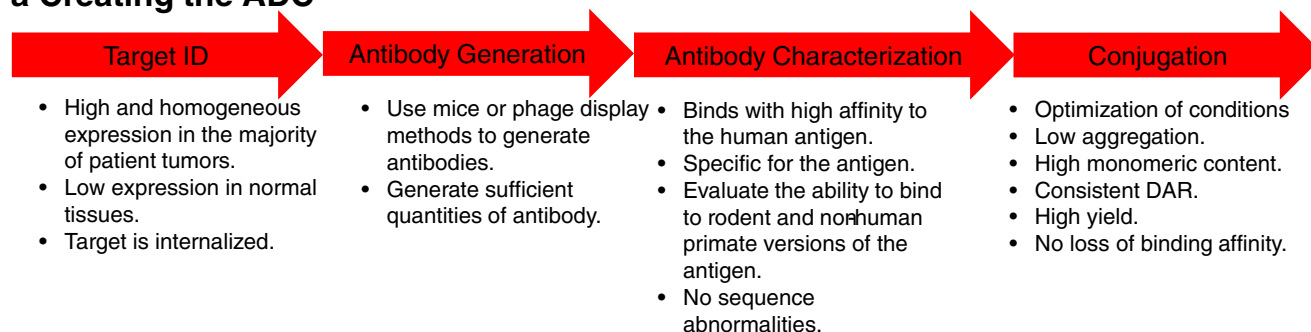 a Creating the ADC
Target ID
• High and homogeneous
expression in the majority
of patient tumors.
• Low expression in normal
tissues.
• Target is internalized.
Antibody Generation
• Use mice or phage display
methods to generate
antibodies.
• Generate sufficient
quantities of antibody.
Antibody Characterization
• Binds with high affinity to
the human antigen.
• Specific for the antigen.
• Evaluate the ability to bind
to rodent and non-human
primate versions of the
antigen.
• No sequence
abnormalities.
Conjugation
• Optimization of conditions
• Low aggregation.
• High monomeric content.
• Consistent DAR.
• High yield.
• No loss of binding affinity.